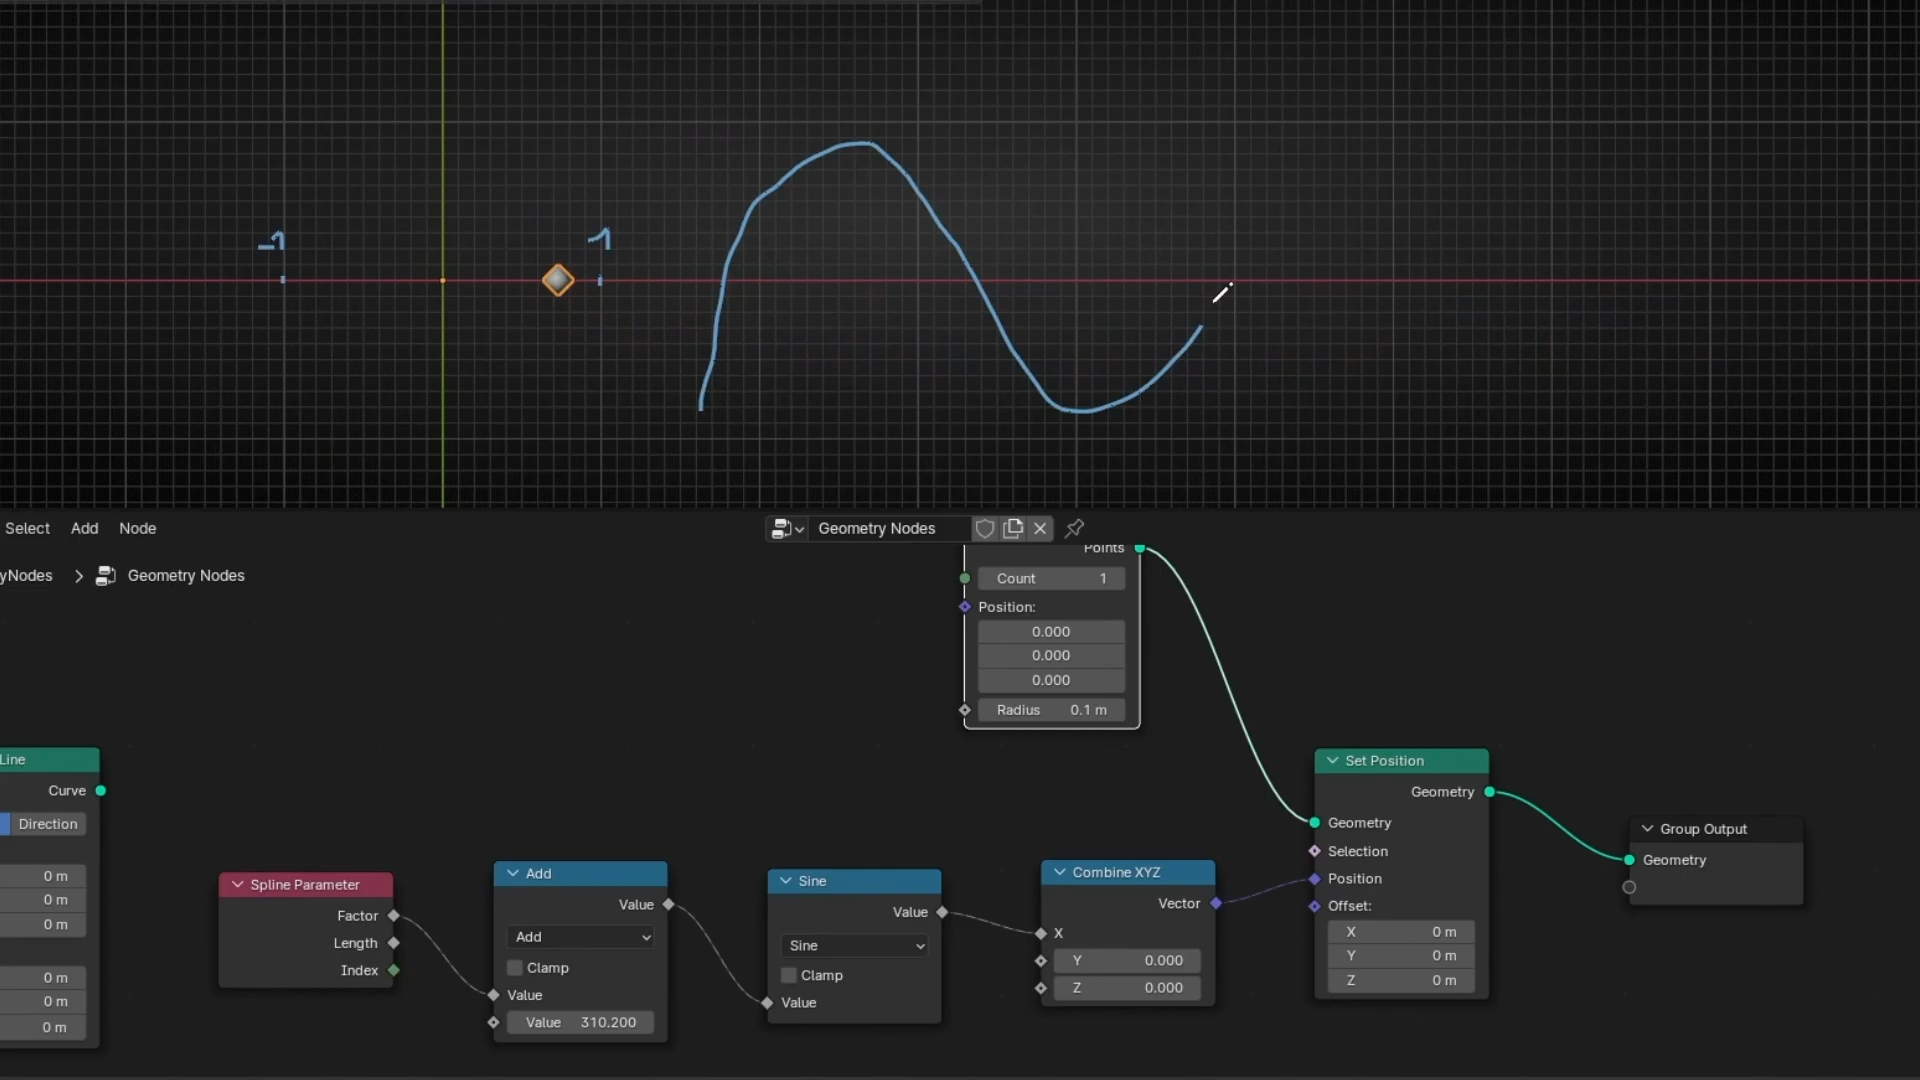 -1
1
Select Add Node
Geometry Nodes
yNodes > Geometry Nodes
Points
Count 1
Position:
0.000
0.000
0.000
Radius 0.1 m
Line
Curve
Direction
0 m
0 m
0 m
0 m
0 m
0 m
Spline Parameter
Factor
Length
Index
Add
Value
Add
Clamp
Value
Value 310.200
Sine
Value
Sine
Clamp
Value
Combine XYZ
Vector
X
Y 0.000
Z 0.000
Set Position
Geometry
Geometry
Selection
Position
Offset:
X 0 m
Y 0 m
Z 0 m
Group Output
Geometry